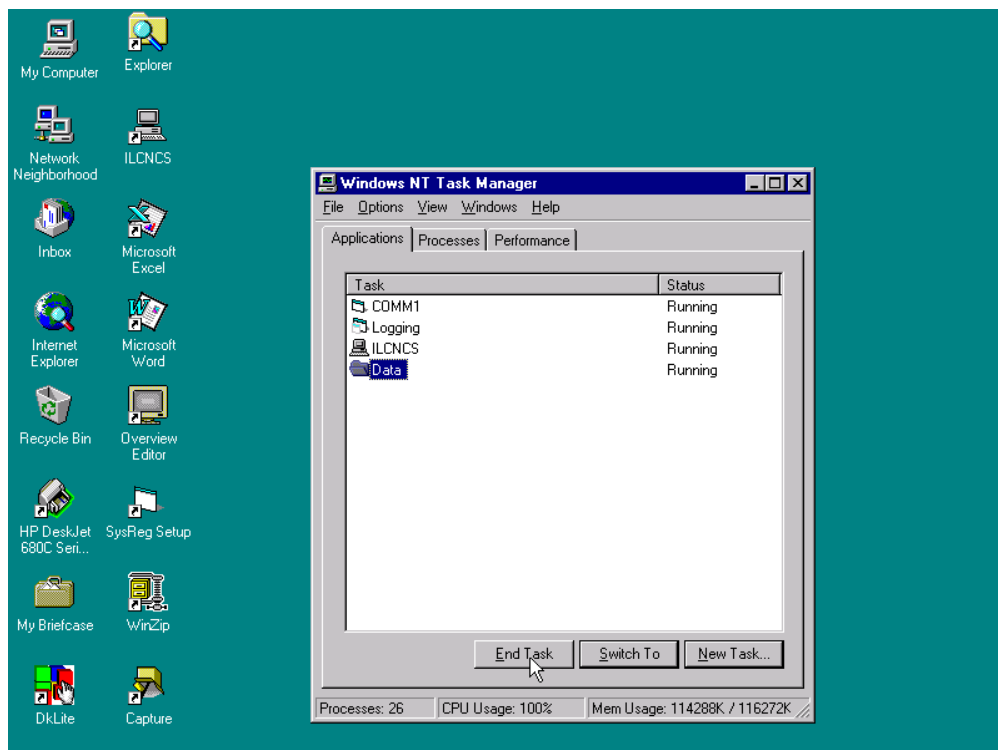 My Computer
Explorer
Network
Neighborhood
ILCNCS
Inbox
Microsoft
Excel
Internet
Explorer
Microsoft
Word
Recycle Bin
Overview
Editor
HP DeskJet
680C Seri...
SysReg Setup
My Briefcase
WinZip
DkLite
Capture
Windows NT Task Manager
File Options View Windows Help
Applications Processes Performance
Task Status
COMM1 Running
Logging Running
ILCNCS Running
Data Running
End Task Switch To New Task...
Processes: 26 CPU Usage: 100% Mem Usage: 114288K / 116272K